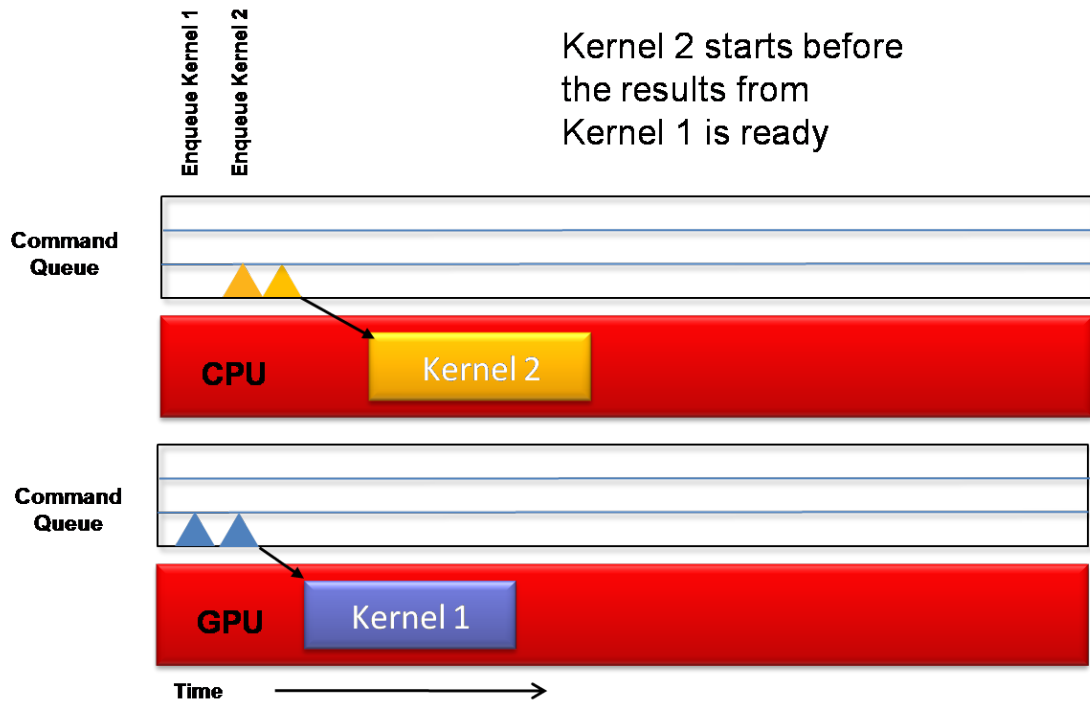 Enqueue Kernel 1
Enqueue Kernel 2
Kernel 2 starts before
the results from
Kernel 1 is ready
Command
Queue
CPU
Kernel 2
Command
Queue
GPU
Kernel 1
Time